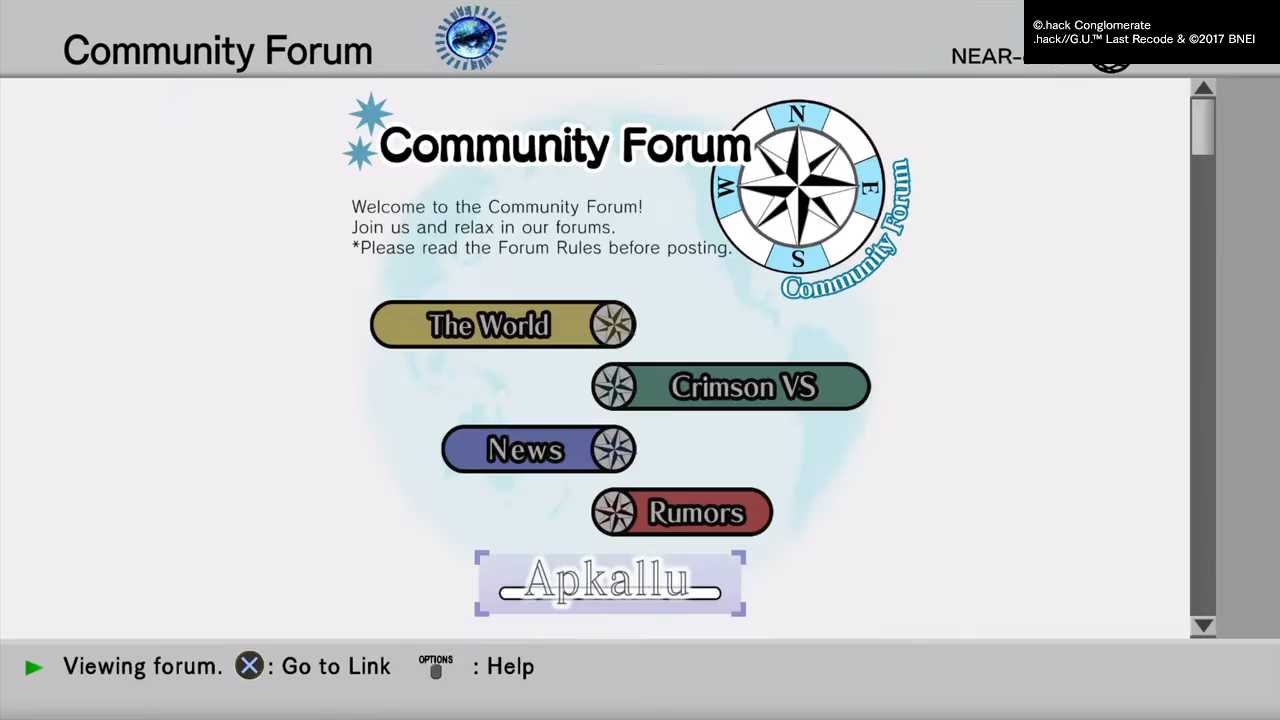 Community Forum
©.hack Conglomerate
.hack//G.U.™ Last Recode & ©2017 BNEI
NEAR-
Community Forum
N
W
E
S
Community Forum
Welcome to the Community Forum!
Join us and relax in our forums.
*Please read the Forum Rules before posting.
The World
Crimson VS
News
Rumors
Apkallu
Viewing forum. : Go to Link OPTIONS : Help